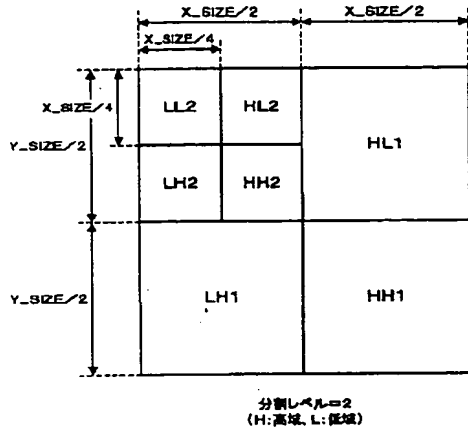 X_SIZE/2 X_SIZE/2
X_SIZE/4
X_SIZE/4
Y_SIZE/2
LL2 HL2
HL1
LH2 HH2
Y_SIZE/2
LH1 HH1
分割レベル=2
(H:高域、L:低域)